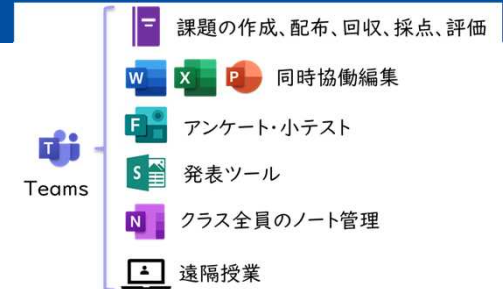 課題の作成、配布、回収、採点、評価
W X P 同時協働編集
F アンケート・小テスト
Teams
S 発表ツール
N クラス全員のノート管理
遠隔授業